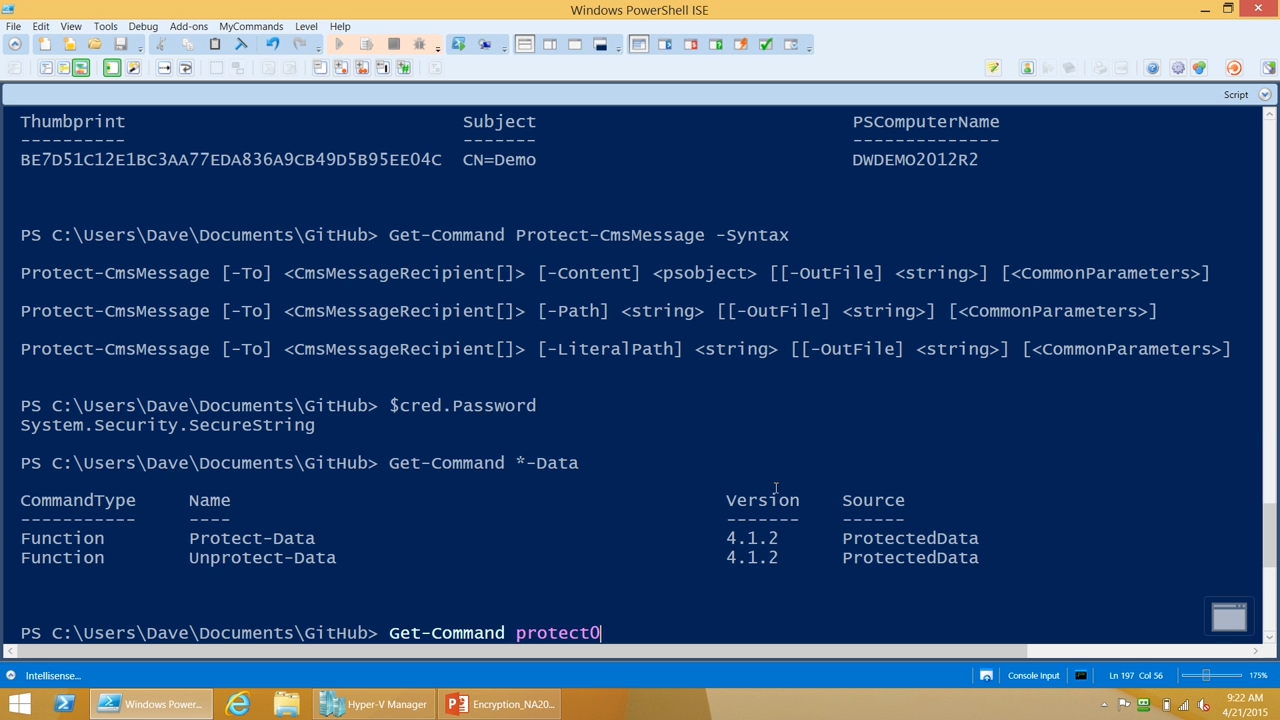 Windows PowerShell ISE
File Edit View Tools Debug Add-ons MyCommands Level Help
Script
Thumbprint Subject PSComputerName
---------- ------- --------------
BE7D51C12E1BC3AA77EDA836A9CB49D5B95EE04C CN=Demo DWDEMO2012R2
PS C:\Users\Dave\Documents\GitHub> Get-Command Protect-CmsMessage -Syntax
Protect-CmsMessage [-To] <CmsMessageRecipient[]> [-Content] <psobject> [[-OutFile] <string>] [<CommonParameters>]
Protect-CmsMessage [-To] <CmsMessageRecipient[]> [-Path] <string> [[-OutFile] <string>] [<CommonParameters>]
Protect-CmsMessage [-To] <CmsMessageRecipient[]> [-LiteralPath] <string> [[-OutFile] <string>] [<CommonParameters>]
PS C:\Users\Dave\Documents\GitHub> $cred.Password
System.Security.SecureString
PS C:\Users\Dave\Documents\GitHub> Get-Command *-Data
CommandType Name Version Source
----------- ---- ------- ------
Function Protect-Data 4.1.2 ProtectedData
Function Unprotect-Data 4.1.2 ProtectedData
PS C:\Users\Dave\Documents\GitHub> Get-Command protect0
Intellisense... Console Input Ln 197 Col 56 175%
Windows Power... Hyper-V Manager Encryption_NA20... 9:22 AM
4/21/2015